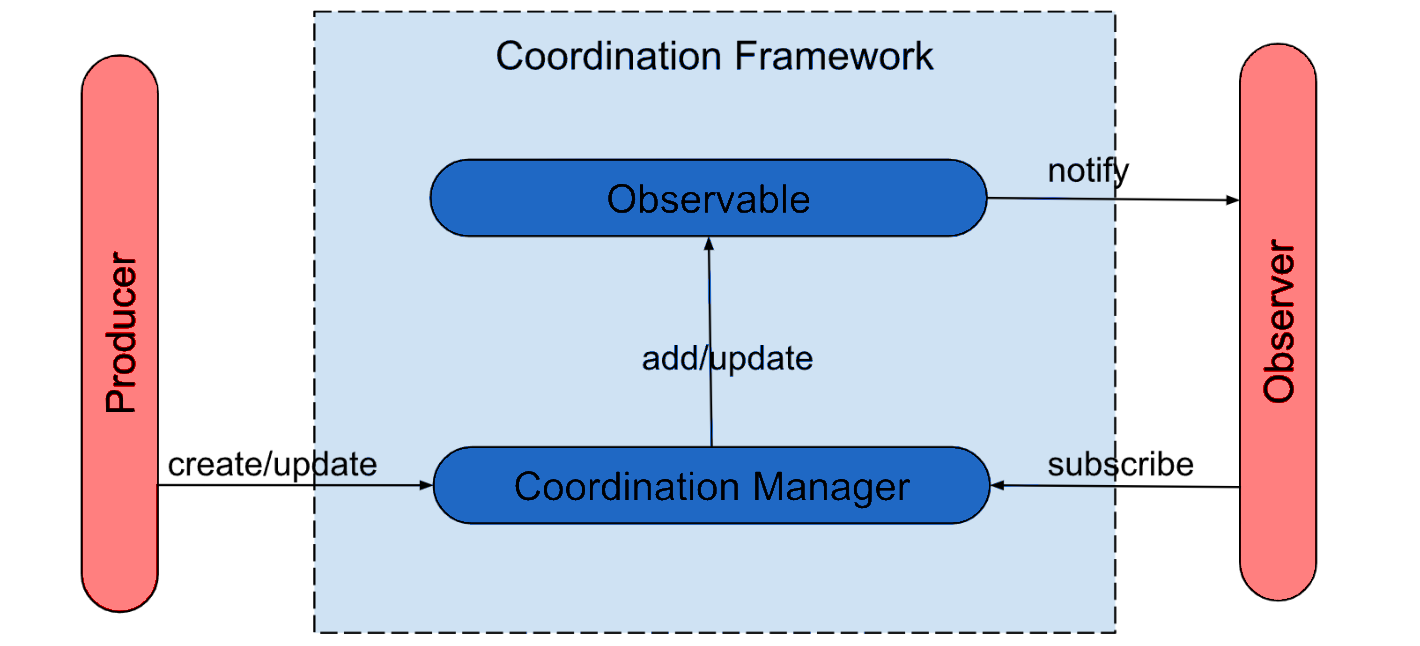 Coordination Framework
Producer
Observable
notify
Observer
add/update
create/update
Coordination Manager
subscribe